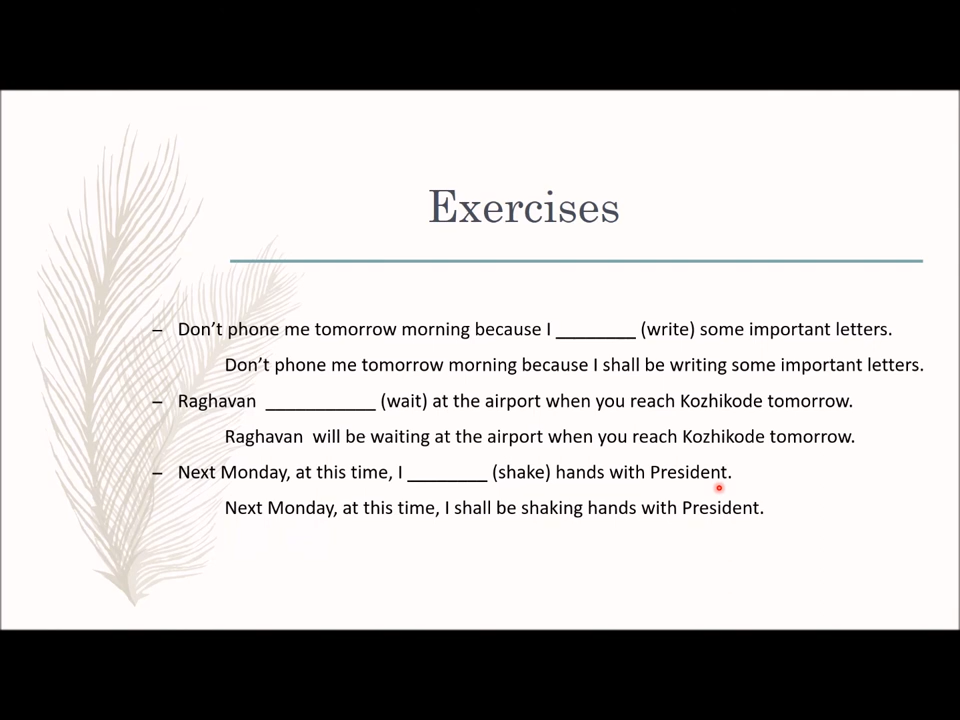 Exercises
– Don’t phone me tomorrow morning because I ________ (write) some important letters.
Don’t phone me tomorrow morning because I shall be writing some important letters.
– Raghavan ___________ (wait) at the airport when you reach Kozhikode tomorrow.
Raghavan will be waiting at the airport when you reach Kozhikode tomorrow.
– Next Monday, at this time, I ________ (shake) hands with President.
Next Monday, at this time, I shall be shaking hands with President.